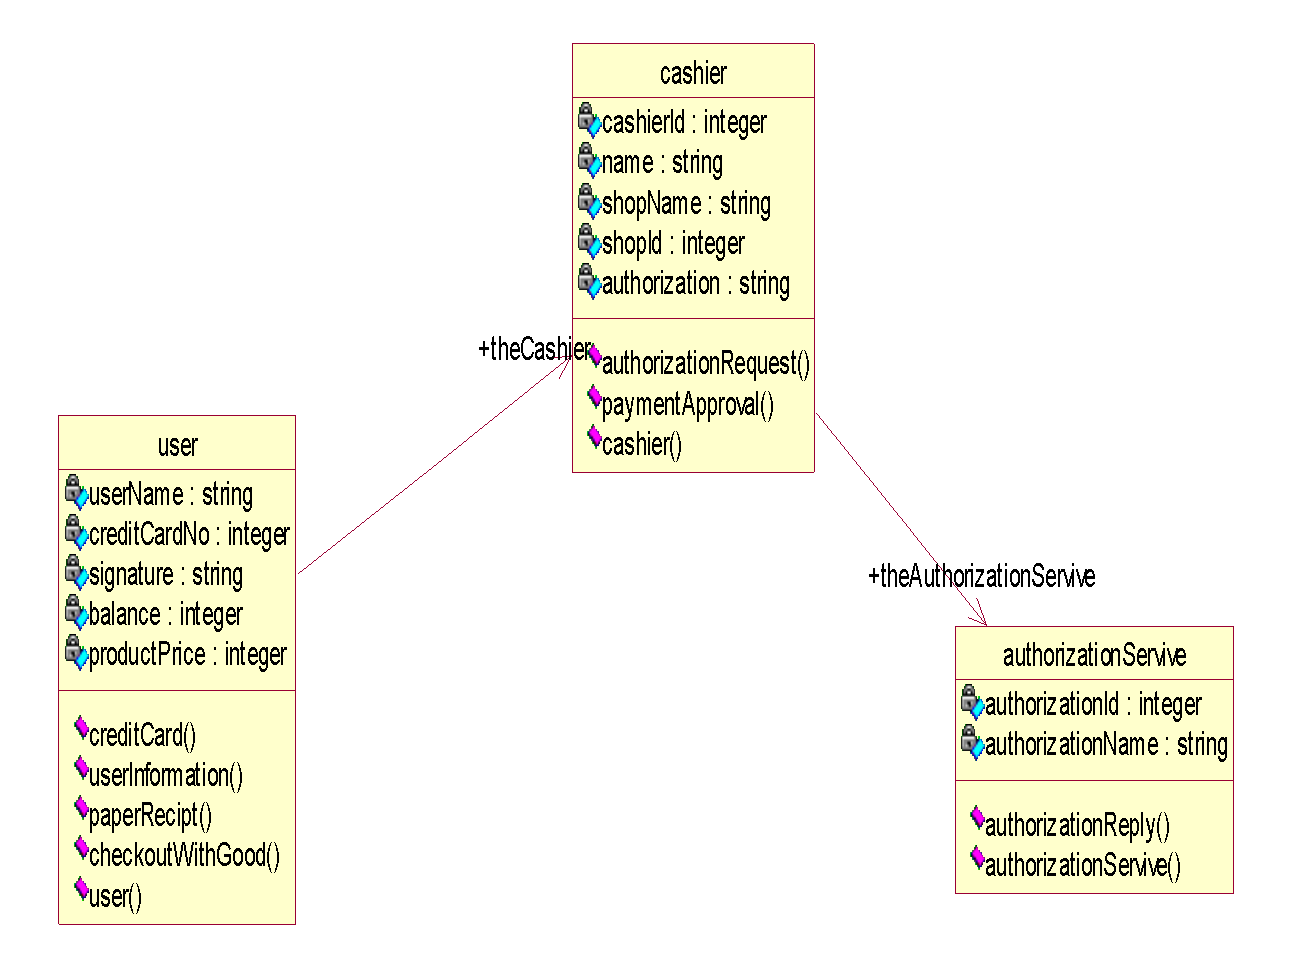 cashier
cashierId : integer
name : string
shopName : string
shopId : integer
authorization : string
authorizationRequest()
paymentApproval()
cashier()
+theCashier
user
userName : string
creditCardNo : integer
signature : string
balance : integer
productPrice : integer
creditCard()
userInformation()
paperRecipt()
checkoutWithGood()
user()
+theAuthorizationServive
authorizationServive
authorizationId : integer
authorizationName : string
authorizationReply()
authorizationServive()